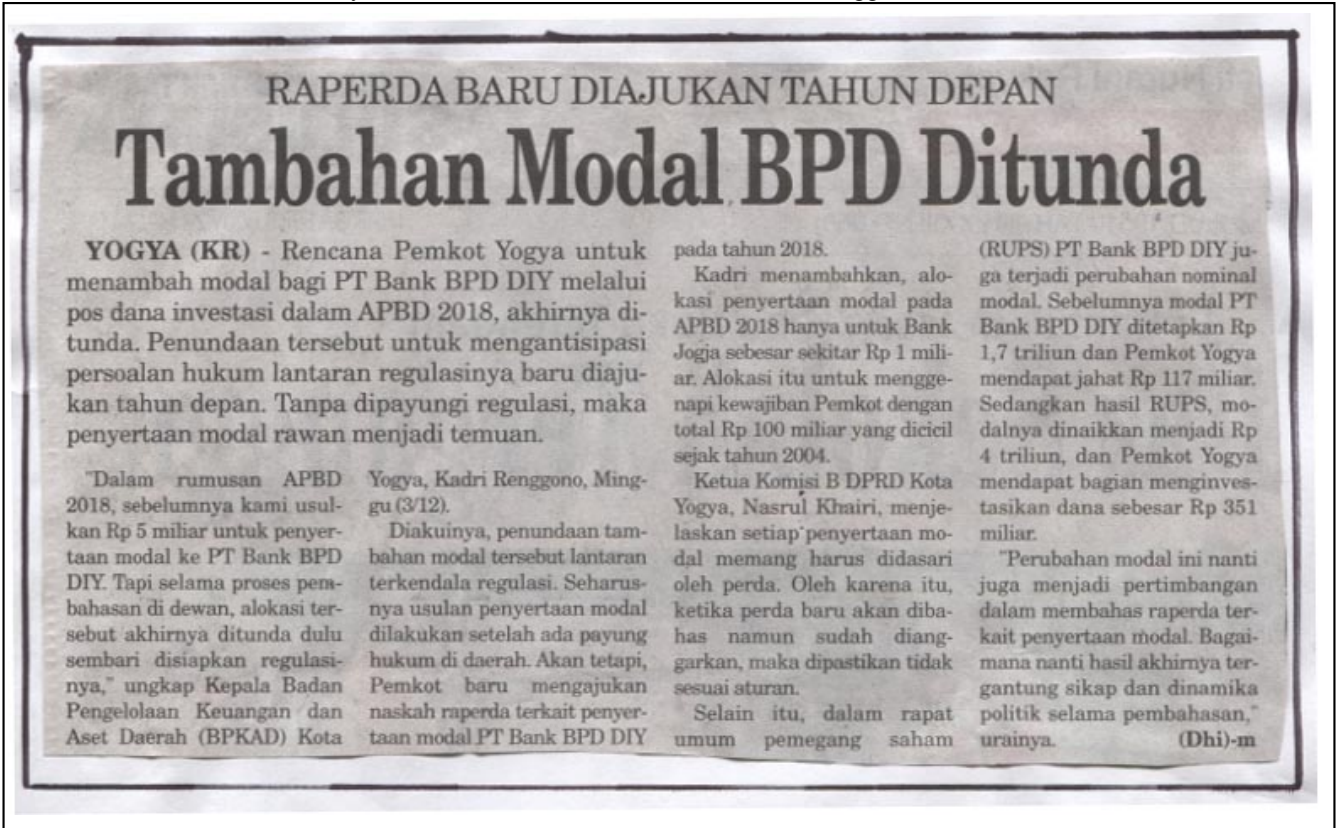 RAPERDA BARU DIAJUKAN TAHUN DEPAN
Tambahan Modal BPD Ditunda
YOGYA (KR) - Rencana Pemkot Yogya untuk
menambah modal bagi PT Bank BPD DIY melalui
pos dana investasi dalam APBD 2018, akhirnya di-
tunda. Penundaan tersebut untuk mengantisipasi
persoalan hukum lantaran regulasinya baru diaju-
kan tahun depan. Tanpa dipayungi regulasi, maka
penyertaan modal rawan menjadi temuan.
"Dalam rumusan APBD
2018, sebelumnya kami usul-
kan Rp 5 miliar untuk penyer-
taan modal ke PT Bank BPD
DIY. Tapi selama proses pem-
bahasan di dewan, alokasi ter-
sebut akhirnya ditunda dulu
sembari disiapkan regulasi-
nya," ungkap Kepala Badan
Pengelolaan Keuangan dan
Aset Daerah (BPKAD) Kota
Yogya, Kadri Renggono, Ming-
gu (3/12).
Diakuinya, penundaan tam-
bahan modal tersebut lantaran
terkendala regulasi. Seharus-
nya usulan penyertaan modal
dilakukan setelah ada payung
hukum di daerah. Akan tetapi,
Pemkot baru mengajukan
naskah raperda terkait penyer-
taan modal PT Bank BPD DIY
pada tahun 2018.
Kadri menambahkan, alo-
kasi penyertaan modal pada
APBD 2018 hanya untuk Bank
Jogja sebesar sekitar Rp 1 mili-
ar. Alokasi itu untuk mengge-
napi kewajiban Pemkot dengan
total Rp 100 miliar yang dicicil
sejak tahun 2004.
Ketua Komisi B DPRD Kota
Yogya, Nasrul Khairi, menje-
laskan setiap penyertaan mo-
dal memang harus didasari
oleh perda. Oleh karena itu,
ketika perda baru akan diba-
has namun sudah diang-
garkan, maka dipastikan tidak
sesuai aturan.
Selain itu, dalam rapat
umum pemegang saham
(RUPS) PT Bank BPD DIY ju-
ga terjadi perubahan nominal
modal. Sebelumnya modal PT
Bank BPD DIY ditetapkan Rp
1,7 triliun dan Pemkot Yogya
mendapat jahat Rp 117 miliar.
Sedangkan hasil RUPS, mo-
dalnya dinaikkan menjadi Rp
4 triliun, dan Pemkot Yogya
mendapat bagian menginves-
tasikan dana sebesar Rp 351
miliar.
"Perubahan modal ini nanti
juga menjadi pertimbangan
dalam membahas raperda ter-
kait penyertaan modal. Bagai-
mana nanti hasil akhirnya ter-
gantung sikap dan dinamika
politik selama pembahasan,"
urainya. (Dhi)-m